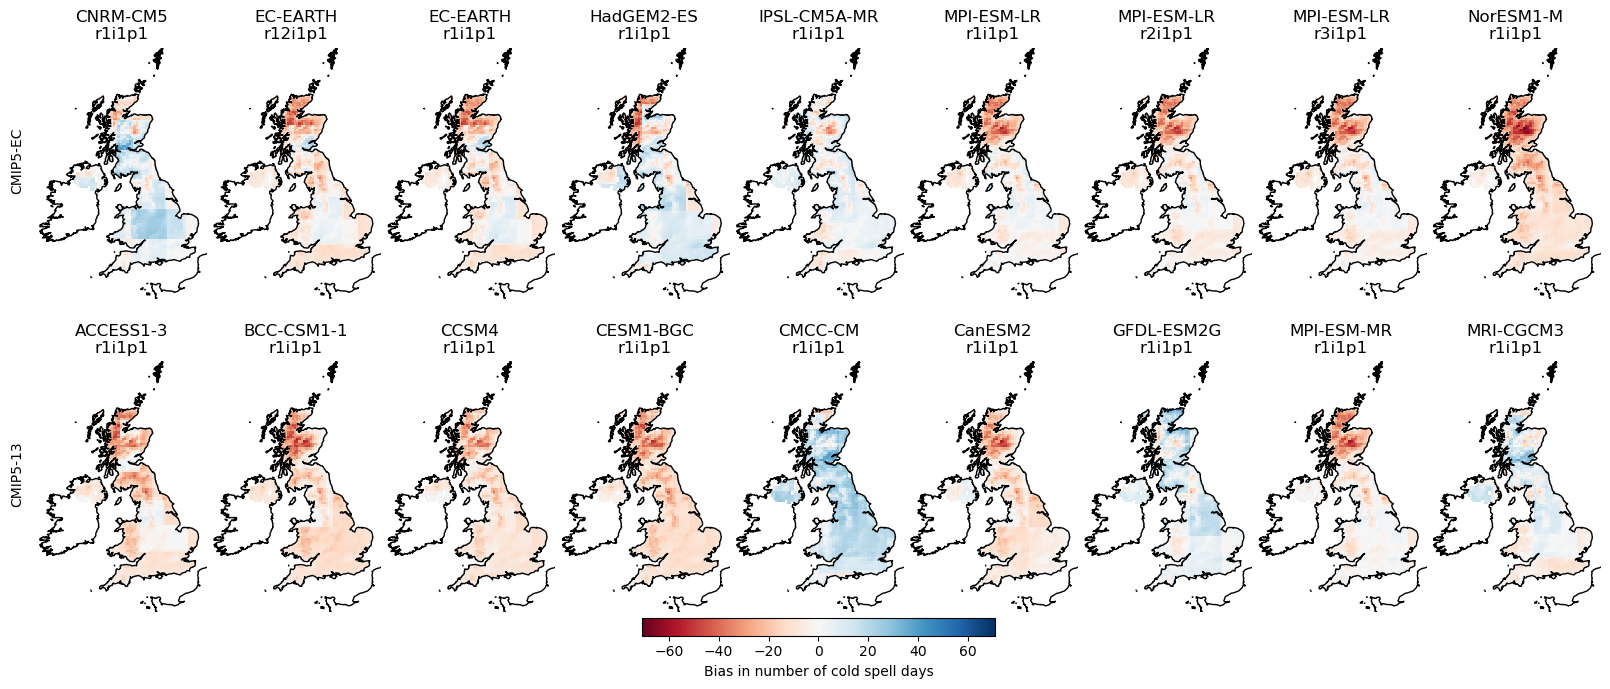 CNRM-CM5
r1i1p1
EC-EARTH
r12i1p1
EC-EARTH
r1i1p1
HadGEM2-ES
r1i1p1
IPSL-CM5A-MR
r1i1p1
MPI-ESM-LR
r1i1p1
MPI-ESM-LR
r2i1p1
MPI-ESM-LR
r3i1p1
NorESM1-M
r1i1p1
CMIP5-EC
ACCESS1-3
r1i1p1
BCC-CSM1-1
r1i1p1
CCSM4
r1i1p1
CESM1-BGC
r1i1p1
CMCC-CM
r1i1p1
CanESM2
r1i1p1
GFDL-ESM2G
r1i1p1
MPI-ESM-MR
r1i1p1
MRI-CGCM3
r1i1p1
CMIP5-13
−60 −40 −20 0 20 40 60
Bias in number of cold spell days